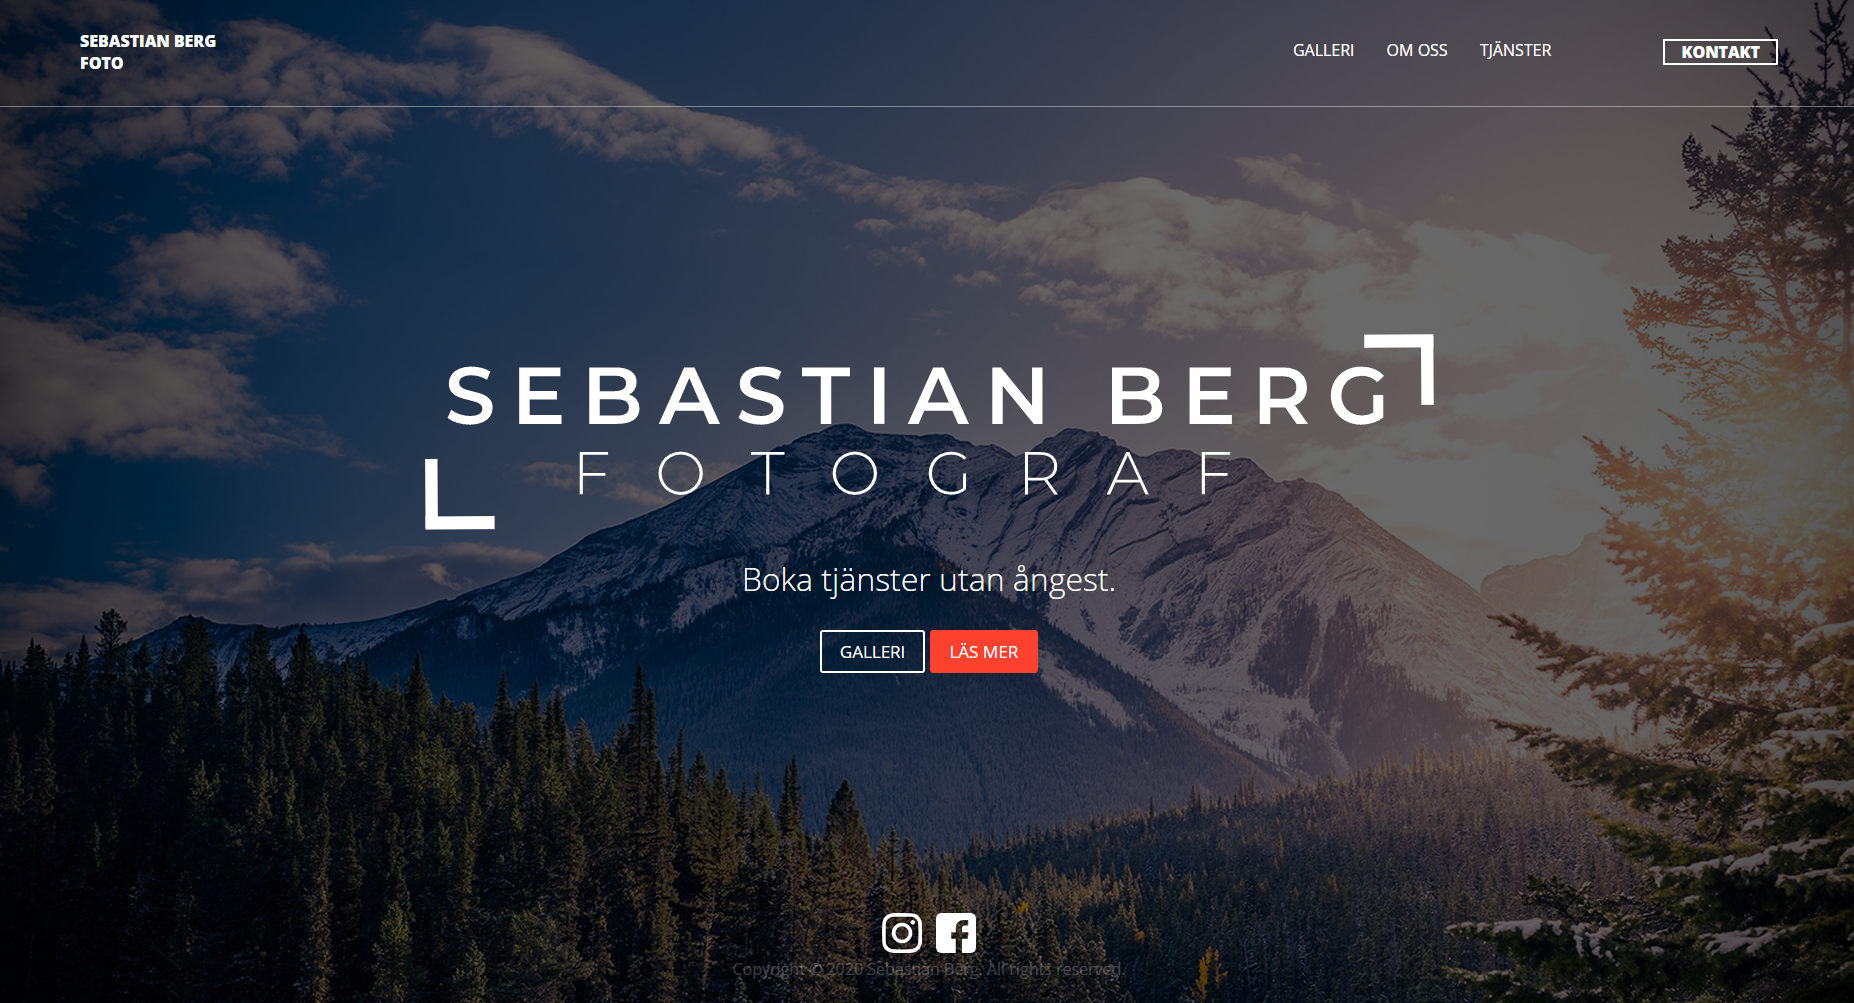 SEBASTIAN BERG
FOTO
GALLERI OM OSS TJÄNSTER KONTAKT
SEBASTIAN BERG
FOTOGRAF
Boka tjänster utan ångest.
GALLERI LÄS MER
Copyright © 2020 Sebastian Berg. All rights reserved.